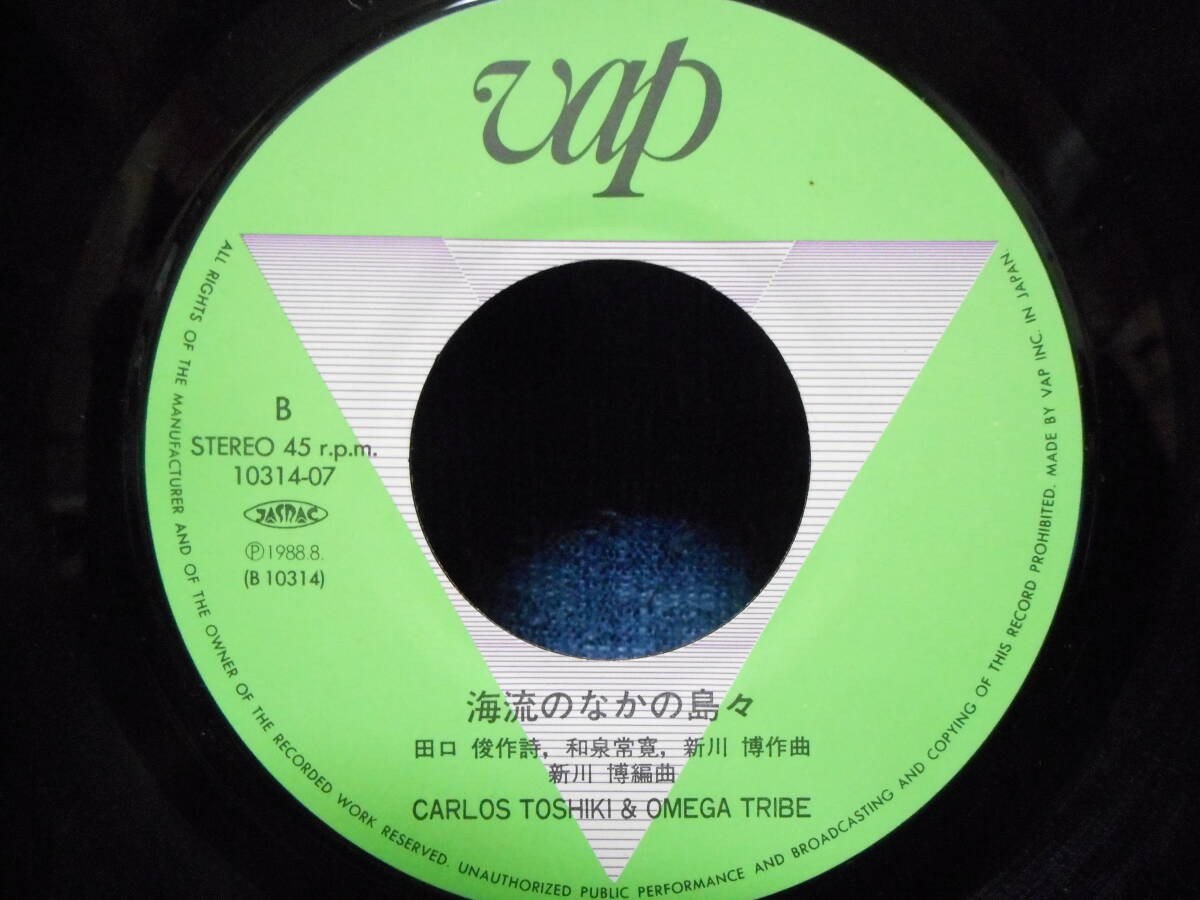 vap
B
STEREO 45 r.p.m.
10314-07
JASRAC
Ⓟ1988.8.
(B 10314)
海流のなかの島々
田口 俊作詩, 和泉常寛, 新川 博作曲
新川 博編曲
CARLOS TOSHIKI & OMEGA TRIBE
ALL RIGHTS OF THE MANUFACTURER AND OF THE OWNER OF THE RECORDED WORK RESERVED. UNAUTHORIZED PUBLIC PERFORMANCE AND BROADCASTING AND COPYING OF THIS RECORD PROHIBITED. MADE BY VAP INC. IN JAPAN.